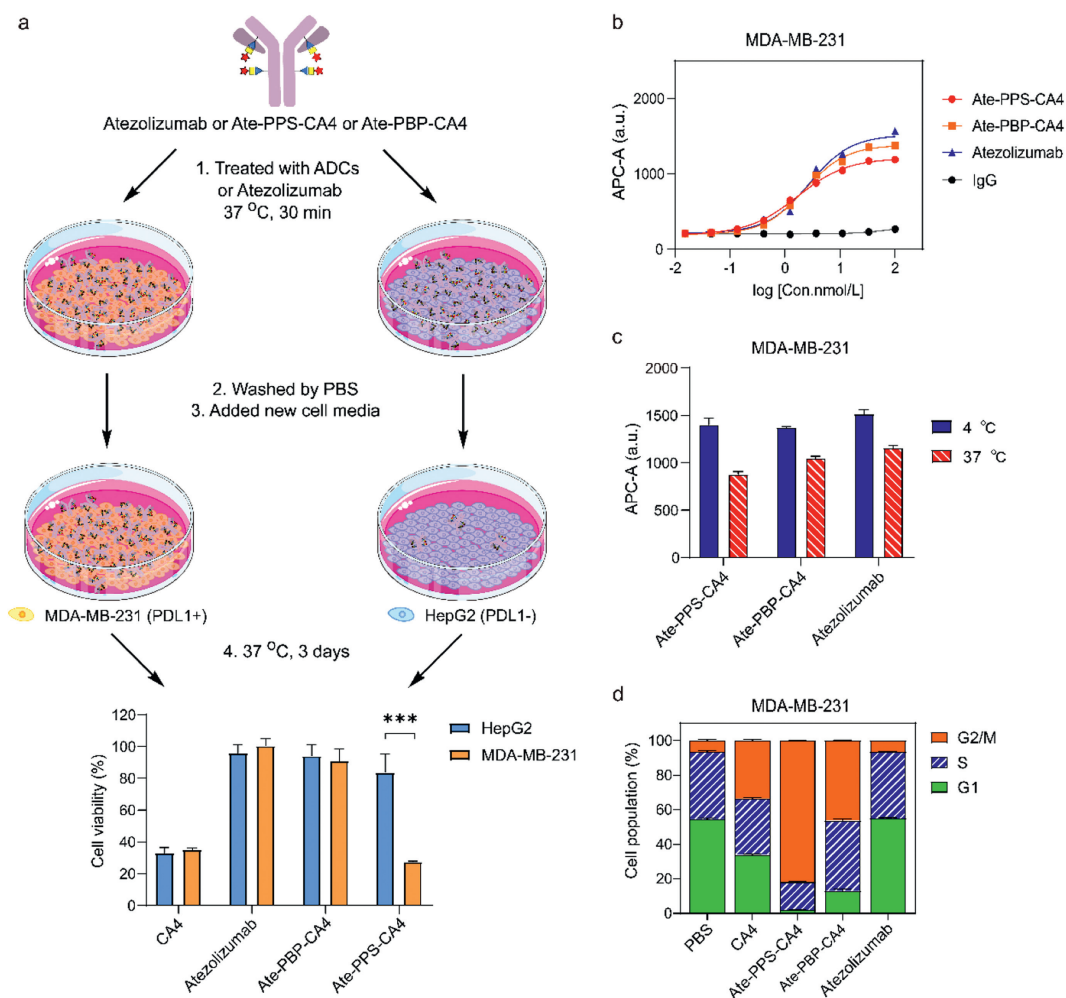 a
Atezolizumab or Ate-PPS-CA4 or Ate-PBP-CA4
1. Treated with ADCs
or Atezolizumab
37 °C, 30 min
2. Washed by PBS
3. Added new cell media
MDA-MB-231 (PDL1+)
HepG2 (PDL1-)
4. 37 °C, 3 days
Cell viability (%)
120
100
80
60
40
20
0
***
HepG2
MDA-MB-231
CA4
Atezolizumab
Ate-PBP-CA4
Ate-PPS-CA4
b
MDA-MB-231
APC-A (a.u.)
2000
1000
0
-2
-1
0
1
2
log [Con.nmol/L]
Ate-PPS-CA4
Ate-PBP-CA4
Atezolizumab
IgG
c
MDA-MB-231
APC-A (a.u.)
2000
1500
1000
500
0
4 °C
37 °C
Ate-PPS-CA4
Ate-PBP-CA4
Atezolizumab
d
MDA-MB-231
Cell population (%)
100
80
60
40
20
0
G2/M
S
G1
PBS
CA4
Ate-PPS-CA4
Ate-PBP-CA4
Atezolizumab